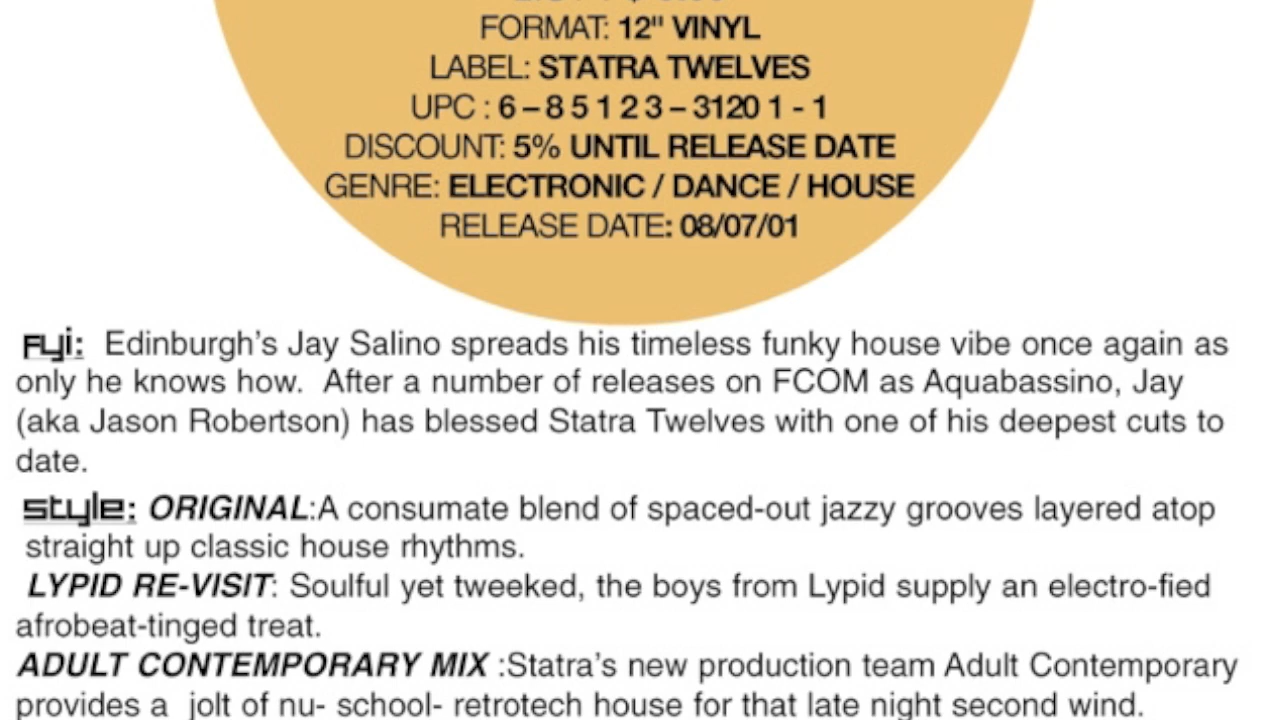 FORMAT: 12" VINYL
LABEL: STATRA TWELVES
UPC : 6 – 8 5 1 2 3 – 3120 1 - 1
DISCOUNT: 5% UNTIL RELEASE DATE
GENRE: ELECTRONIC / DANCE / HOUSE
RELEASE DATE: 08/07/01
Fyi: Edinburgh's Jay Salino spreads his timeless funky house vibe once again as
only he knows how. After a number of releases on FCOM as Aquabassino, Jay
(aka Jason Robertson) has blessed Statra Twelves with one of his deepest cuts to
date.
style: ORIGINAL:A consumate blend of spaced-out jazzy grooves layered atop
straight up classic house rhythms.
LYPID RE-VISIT: Soulful yet tweeked, the boys from Lypid supply an electro-fied
afrobeat-tinged treat.
ADULT CONTEMPORARY MIX :Statra's new production team Adult Contemporary
provides a jolt of nu- school- retrotech house for that late night second wind.